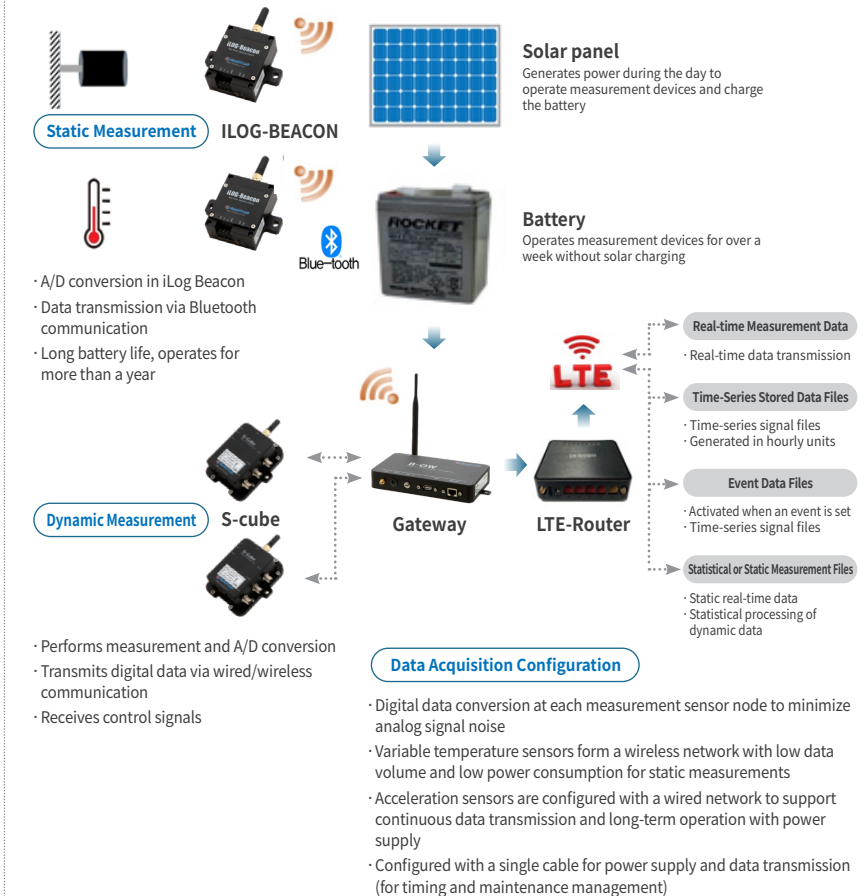 iLOG-Beacon
Static Measurement
ILOG-BEACON
Solar panel
Generates power during the day to
operate measurement devices and charge
the battery
iLOG-Beacon
Blue-tooth
ROCKET
Battery
Operates measurement devices for over a
week without solar charging
· A/D conversion in iLog Beacon
· Data transmission via Bluetooth
communication
· Long battery life, operates for
more than a year
LTE
Real-time Measurement Data
· Real-time data transmission
Time-Series Stored Data Files
· Time-series signal files
· Generated in hourly units
Event Data Files
· Activated when an event is set
· Time-series signal files
Statistical or Static Measurement Files
· Static real-time data
· Statistical processing of
dynamic data
S-Cube
Dynamic Measurement
S-cube
Gateway
LTE-Router
S-Cube
· Performs measurement and A/D conversion
· Transmits digital data via wired/wireless
communication
· Receives control signals
Data Acquisition Configuration
· Digital data conversion at each measurement sensor node to minimize
analog signal noise
· Variable temperature sensors form a wireless network with low data
volume and low power consumption for static measurements
· Acceleration sensors are configured with a wired network to support
continuous data transmission and long-term operation with power
supply
· Configured with a single cable for power supply and data transmission
(for timing and maintenance management)